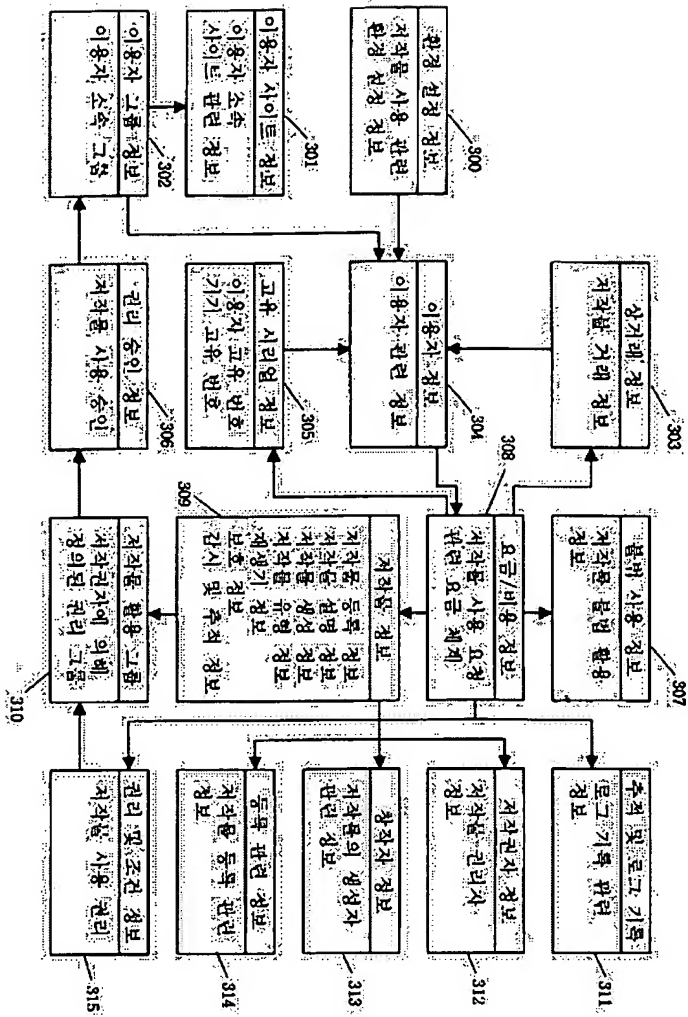 환경 설정 정보
저작물 사용 관련
환경 설정 정보
300
이용자 사이트 정보
이용자 소속
사이트 관련 정보
301
이용자 그룹 정보
이용자 소속 그룹
302
상거래 정보
저작물 거래 정보
303
이용자 정보
이용자 관련 정보
304
고유 시리얼 정보
이용자 고유 번호
기기 고유 번호
305
권리 승인 정보
저작물 사용 승인
306
불법 사용 정보
저작물 불법 활용
정보
307
요금/비용 정보
저작물 사용 요청
관련 요금 체계
308
저작물 정보
저작물 등록 정보
저작물 설명 정보
저작물 생성 정보
저작물 유형 정보
재생기 정보
보호 정보
감시 및 추적 정보
309
저작물 활용 그룹
저작권자에 의해
정의된 권리 그룹
310
추적 및 로그 기록
로그 기록 관련
정보
311
저작권자 정보
저작물 권리자
정보
312
창작자 정보
저작물의 생성자
관련 정보
313
등록 관련 정보
저작물 등록 관련
정보
314
권리 및 조건 정보
저작물 사용 권리
315